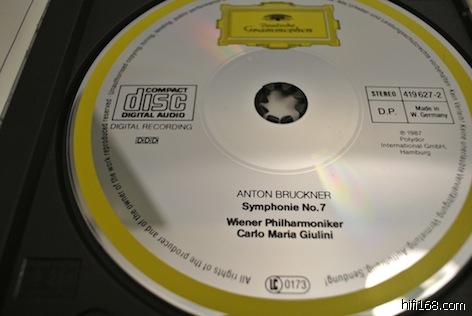 Deutsche
Grammophon
COMPACT
disc
DIGITAL AUDIO
DIGITAL RECORDING
DDD
STEREO 419 627-2
D.P. Made in
W. Germany
℗ 1987
Polydor
International GmbH,
Hamburg
ANTON BRUCKNER
Symphonie No.7
Wiener Philharmoniker
Carlo Maria Giulini
LC 0173
All rights of the producer and of the owner of the work reproduced reserved.
hifi168.com